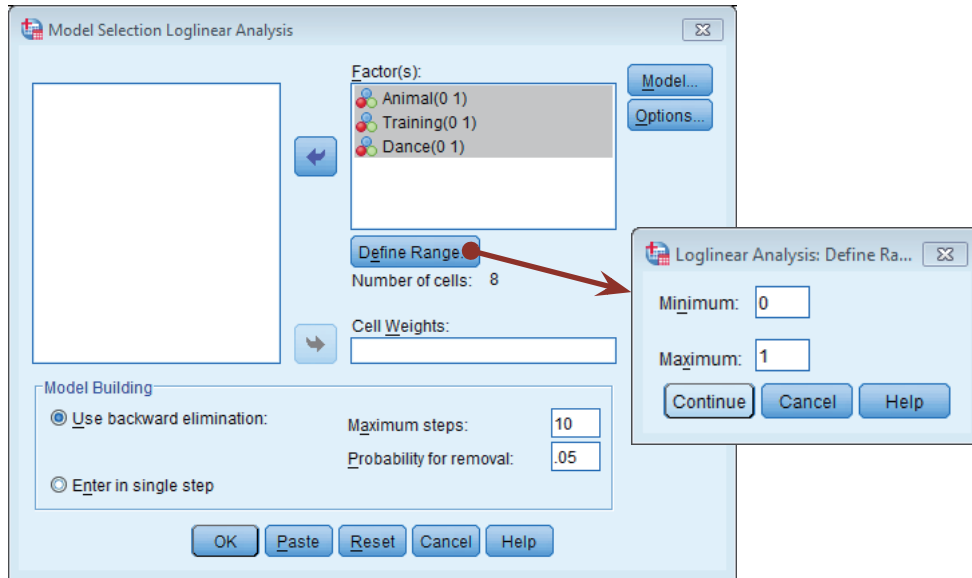 Model Selection Loglinear Analysis
Factor(s):
Animal(0 1)
Training(0 1)
Dance(0 1)
Model...
Options...
Define Range...
Number of cells: 8
Cell Weights:
Model Building
Use backward elimination:
Maximum steps: 10
Probability for removal: .05
Enter in single step
OK Paste Reset Cancel Help
Loglinear Analysis: Define Ra...
Minimum: 0
Maximum: 1
Continue Cancel Help